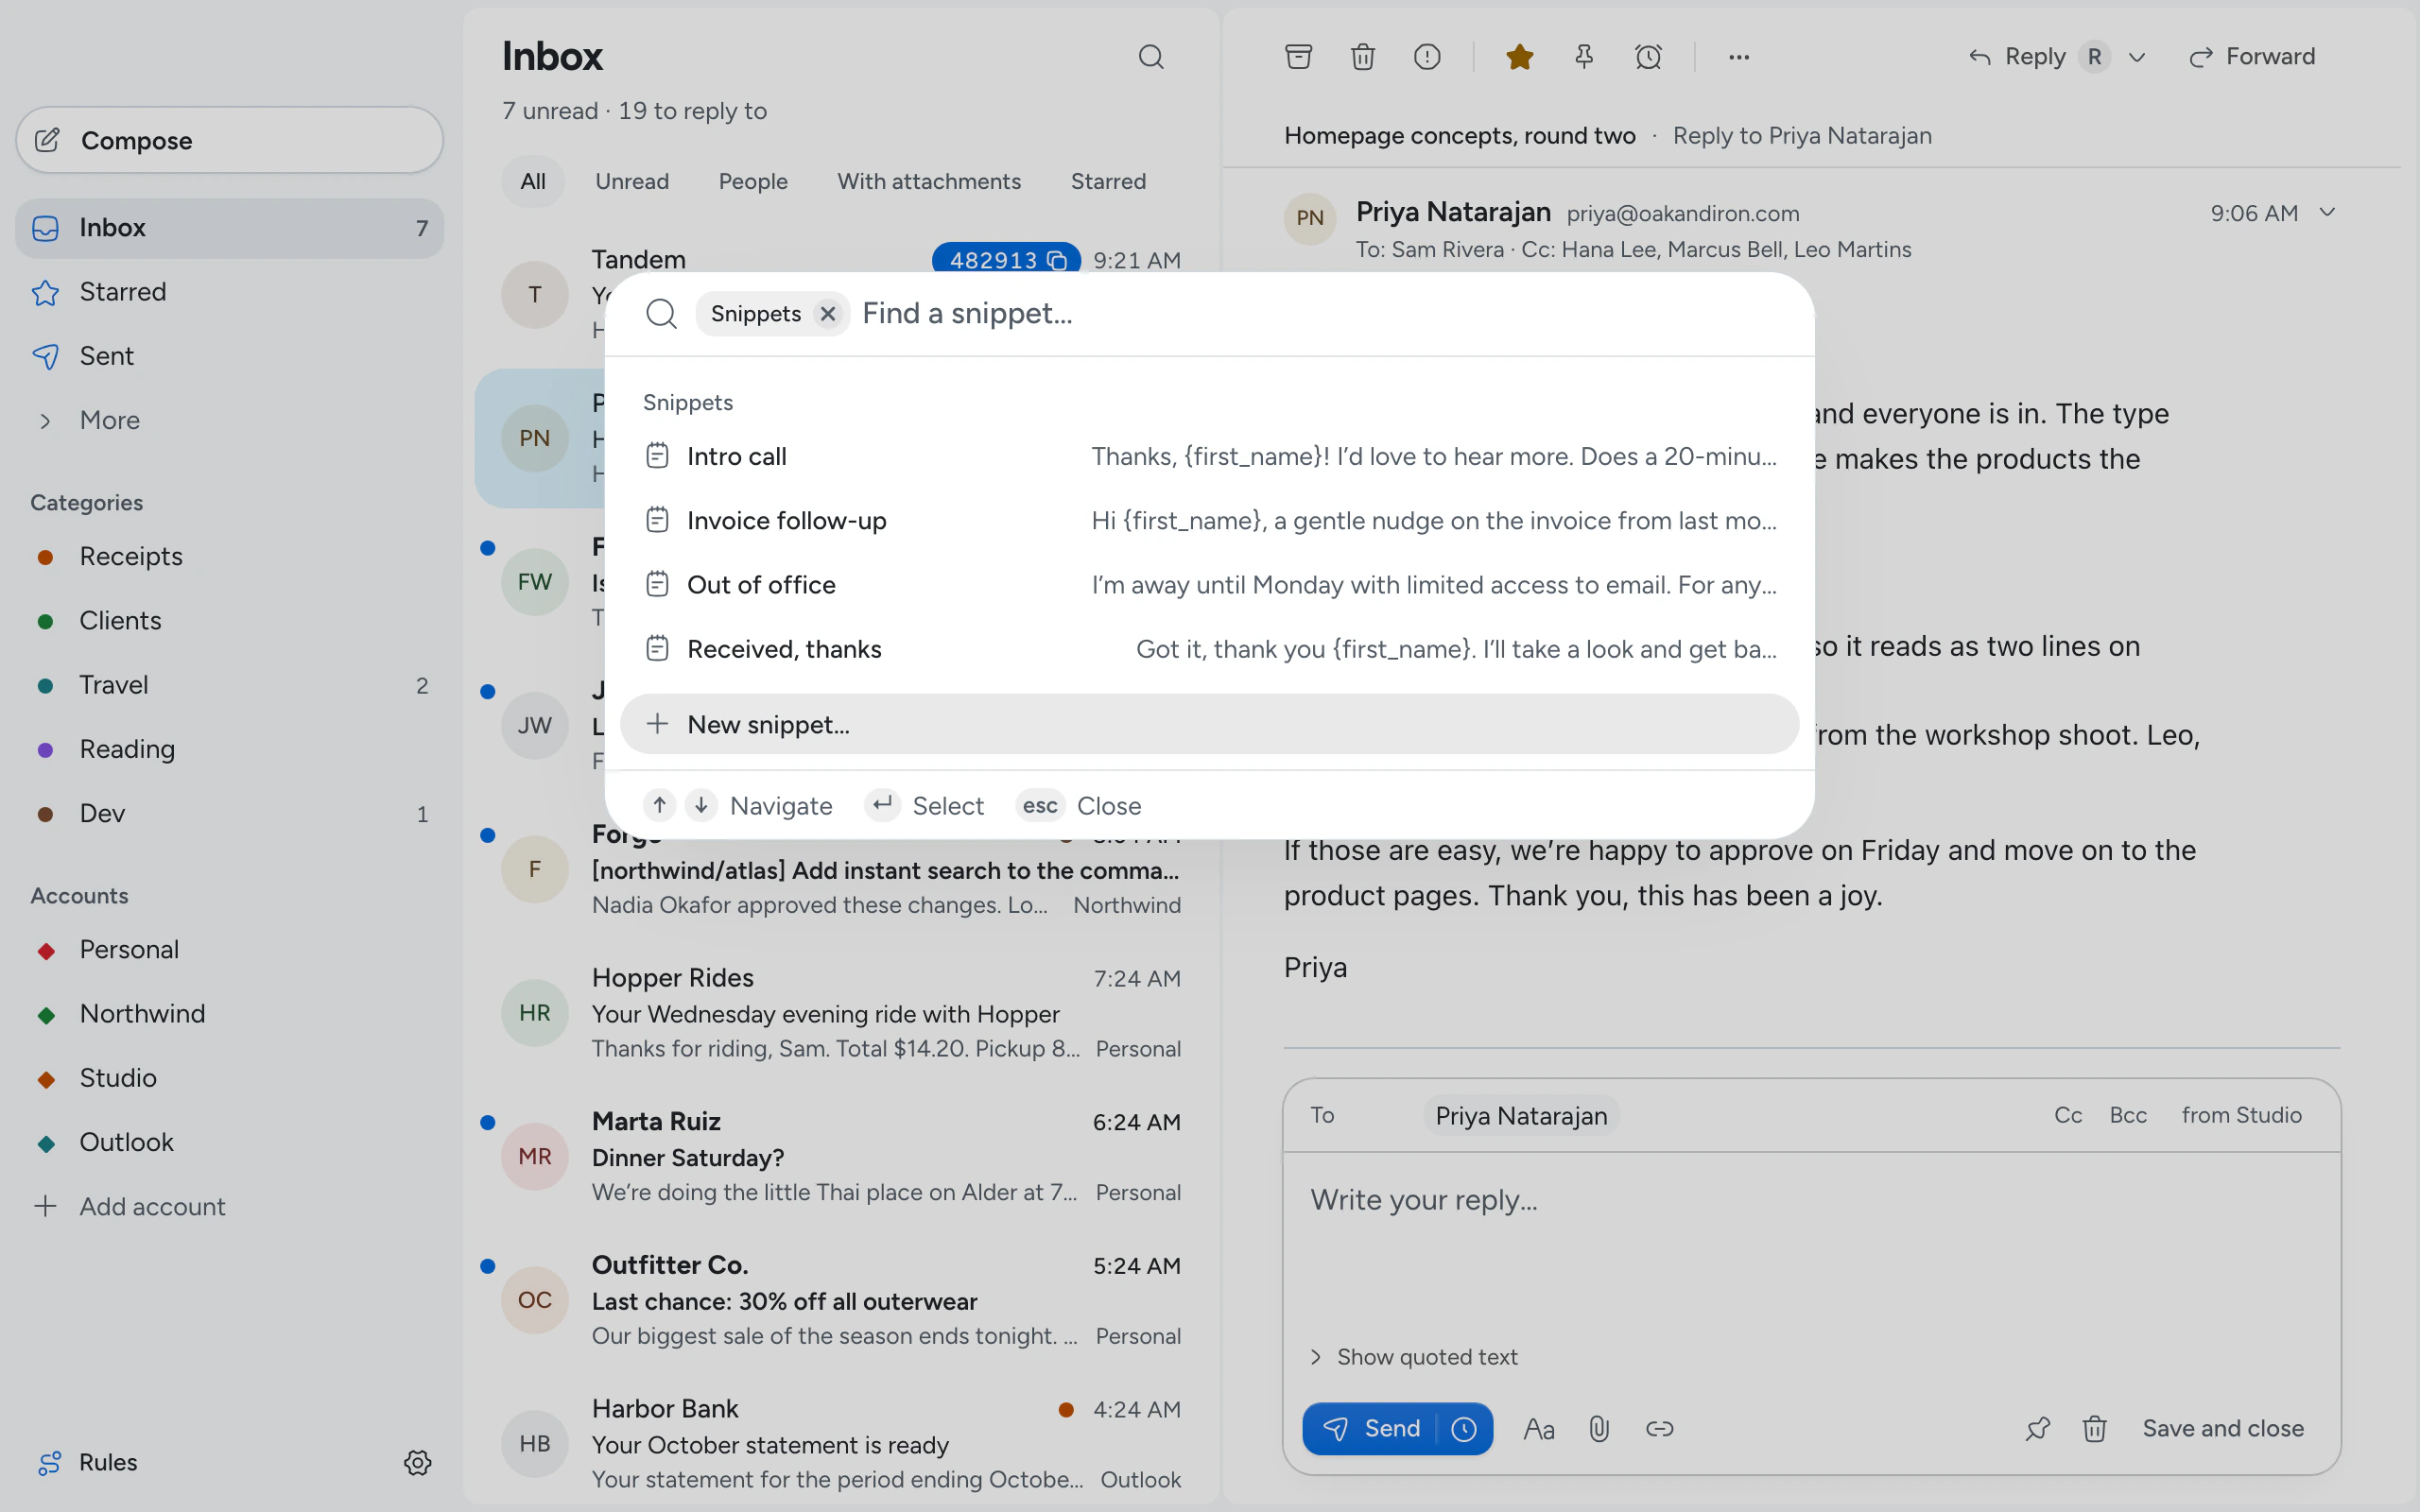 Compose
Inbox 7
Starred
Sent
More
Categories
Receipts
Clients
Travel 2
Reading
Dev 1
Accounts
Personal
Northwind
Studio
Outlook
Add account
Rules
Inbox
7 unread · 19 to reply to
All Unread People With attachments Starred
Tandem 482913 9:21 AM
T
PN
FW
JW
F
[northwind/atlas] Add instant search to the comma...
Nadia Okafor approved these changes. Lo... Northwind
Hopper Rides 7:24 AM
HR
Your Wednesday evening ride with Hopper
Thanks for riding, Sam. Total $14.20. Pickup 8... Personal
Marta Ruiz 6:24 AM
MR
Dinner Saturday?
We’re doing the little Thai place on Alder at 7... Personal
Outfitter Co. 5:24 AM
OC
Last chance: 30% off all outerwear
Our biggest sale of the season ends tonight. ... Personal
Harbor Bank 4:24 AM
HB
Your October statement is ready
Your statement for the period ending Octobe... Outlook
Snippets Find a snippet...
Snippets
Intro call Thanks, {first_name}! I’d love to hear more. Does a 20-minu...
Invoice follow-up Hi {first_name}, a gentle nudge on the invoice from last mo...
Out of office I’m away until Monday with limited access to email. For any...
Received, thanks Got it, thank you {first_name}. I’ll take a look and get ba...
New snippet...
Navigate Select esc Close
Reply R Forward
Homepage concepts, round two · Reply to Priya Natarajan
PN
Priya Natarajan priya@oakandiron.com 9:06 AM
To: Sam Rivera · Cc: Hana Lee, Marcus Bell, Leo Martins
and everyone is in. The type
makes the products the
so it reads as two lines on
from the workshop shoot. Leo,
If those are easy, we’re happy to approve on Friday and move on to the
product pages. Thank you, this has been a joy.
Priya
To Priya Natarajan Cc Bcc from Studio
Write your reply...
Show quoted text
Send Aa Save and close